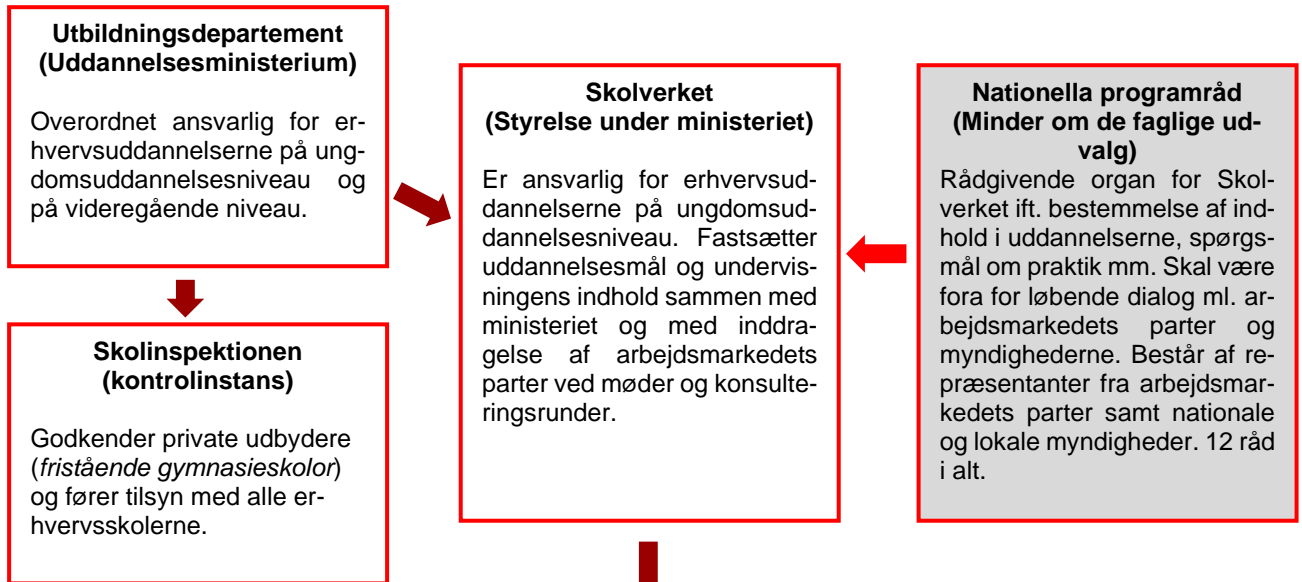 Utbildningsdepartement
(Uddannelsesministerium)
Overordnet ansvarlig for er-
hvervsuddannelserne på ung-
domsuddannelsesniveau og
på videregående niveau.
Skolinspektionen
(kontrolinstans)
Godkender private udbydere
(fristående gymnasieskolor)
og fører tilsyn med alle er-
hvervsskolerne.
Skolverket
(Styrelse under ministeriet)
Er ansvarlig for erhvervsud-
dannelserne på ungdomsud-
dannelsesniveau. Fastsætter
uddannelsesmål og undervis-
ningens indhold sammen med
ministeriet og med inddra-
gelse af arbejdsmarkedets
parter ved møder og konsulte-
ringsrunder.
Nationella programråd
(Minder om de faglige ud-
valg)
Rådgivende organ for Skol-
verket ift. bestemmelse af ind-
hold i uddannelserne, spørgs-
mål om praktik mm. Skal være
fora for løbende dialog ml. ar-
bejdsmarkedets parter og
myndighederne. Består af re-
præsentanter fra arbejdsmar-
kedets parter samt nationale
og lokale myndigheder. 12 råd
i alt.